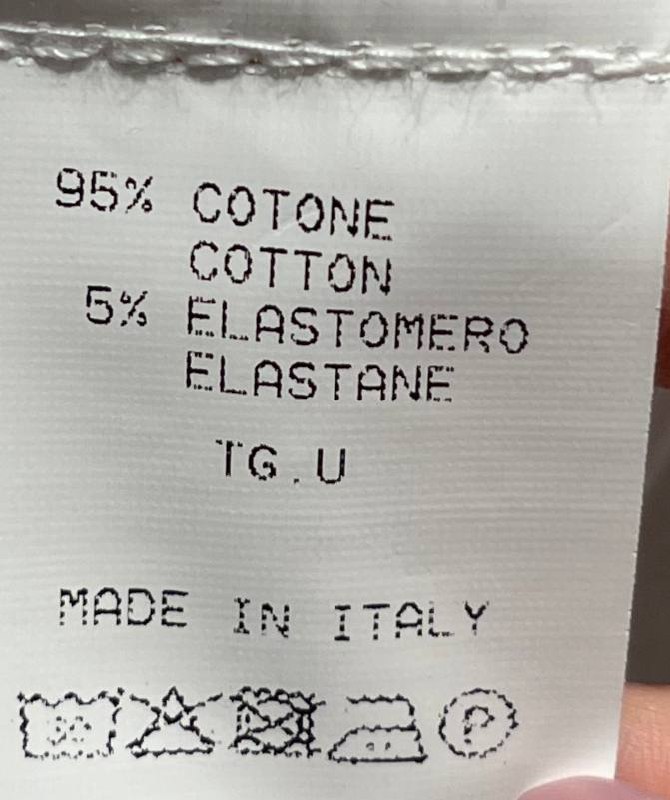 95% COTONE
COTTON
5% ELASTOMERO
ELASTANE
TG.U
MADE IN ITALY
P